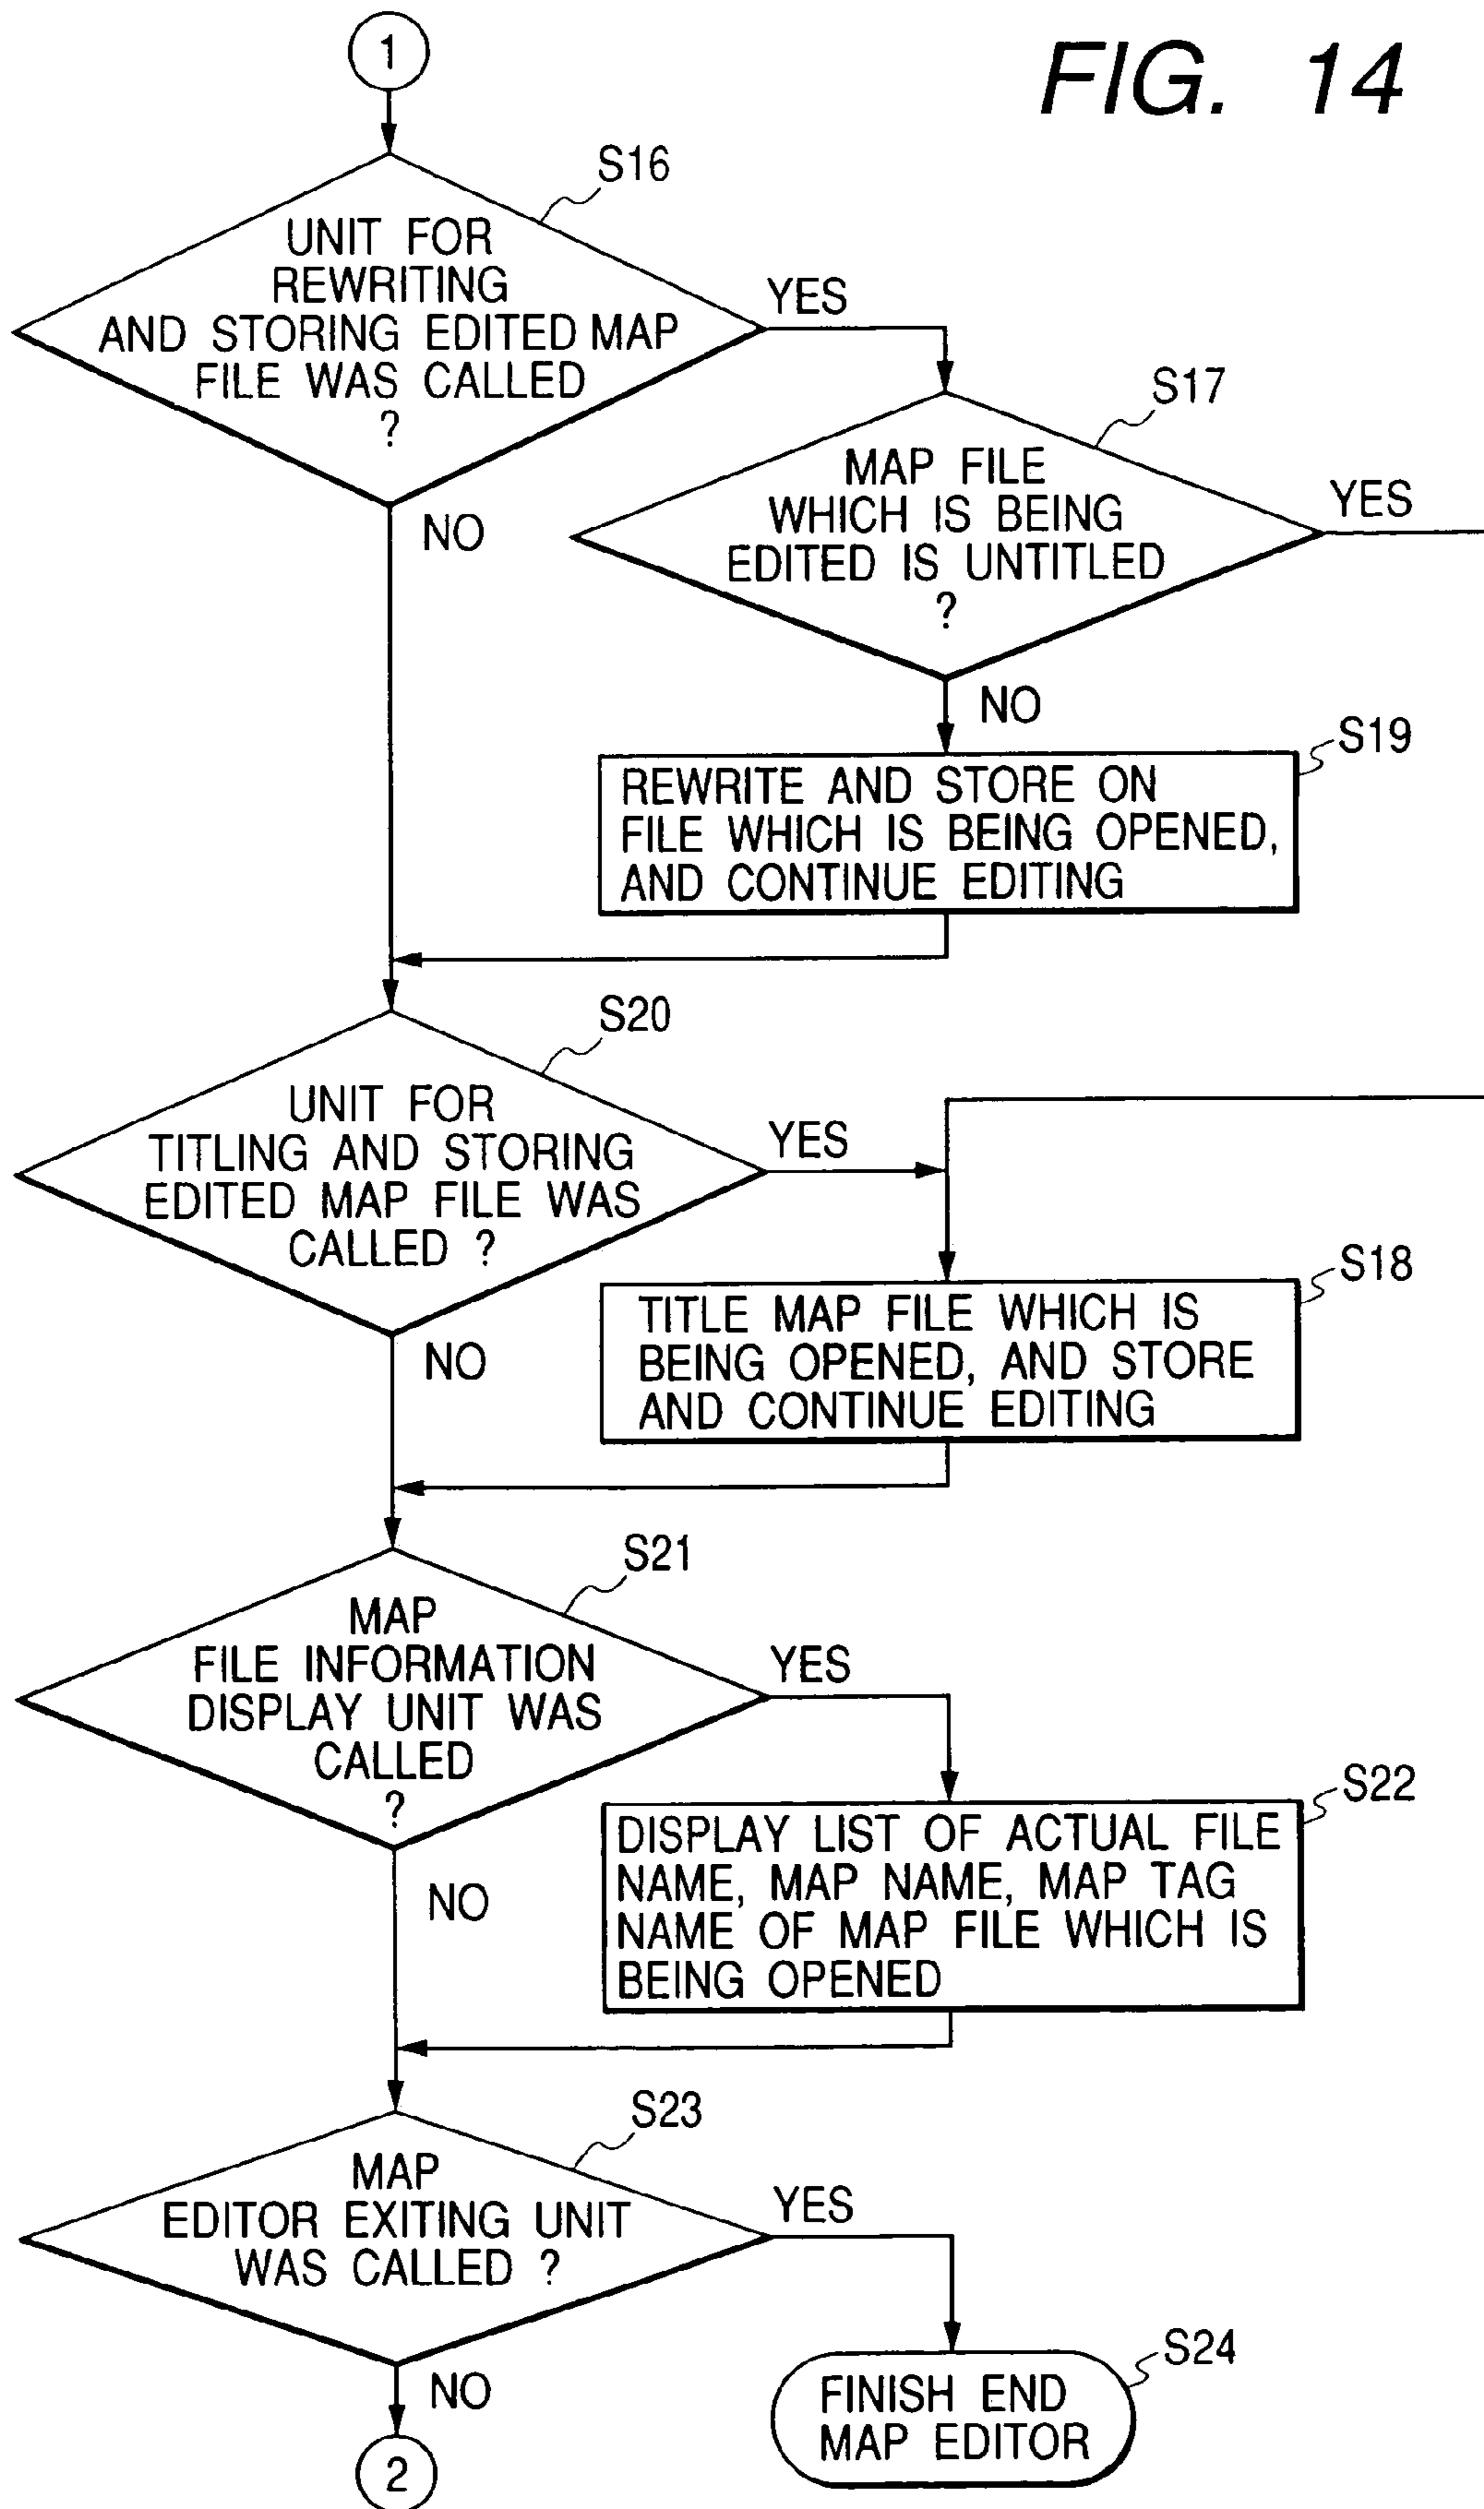 FIG. 14
1
S16
UNIT FOR
REWRITING
AND STORING EDITED MAP
FILE WAS CALLED
?
YES
NO
S17
MAP FILE
WHICH IS BEING
EDITED IS UNTITLED
?
YES
NO
S19
REWRITE AND STORE ON
FILE WHICH IS BEING OPENED,
AND CONTINUE EDITING
S20
UNIT FOR
TITLING AND STORING
EDITED MAP FILE WAS
CALLED ?
YES
NO
S18
TITLE MAP FILE WHICH IS
BEING OPENED, AND STORE
AND CONTINUE EDITING
S21
MAP
FILE INFORMATION
DISPLAY UNIT WAS
CALLED
?
YES
NO
S22
DISPLAY LIST OF ACTUAL FILE
NAME, MAP NAME, MAP TAG
NAME OF MAP FILE WHICH IS
BEING OPENED
S23
MAP
EDITOR EXITING UNIT
WAS CALLED ?
YES
NO
S24
FINISH END
MAP EDITOR
2